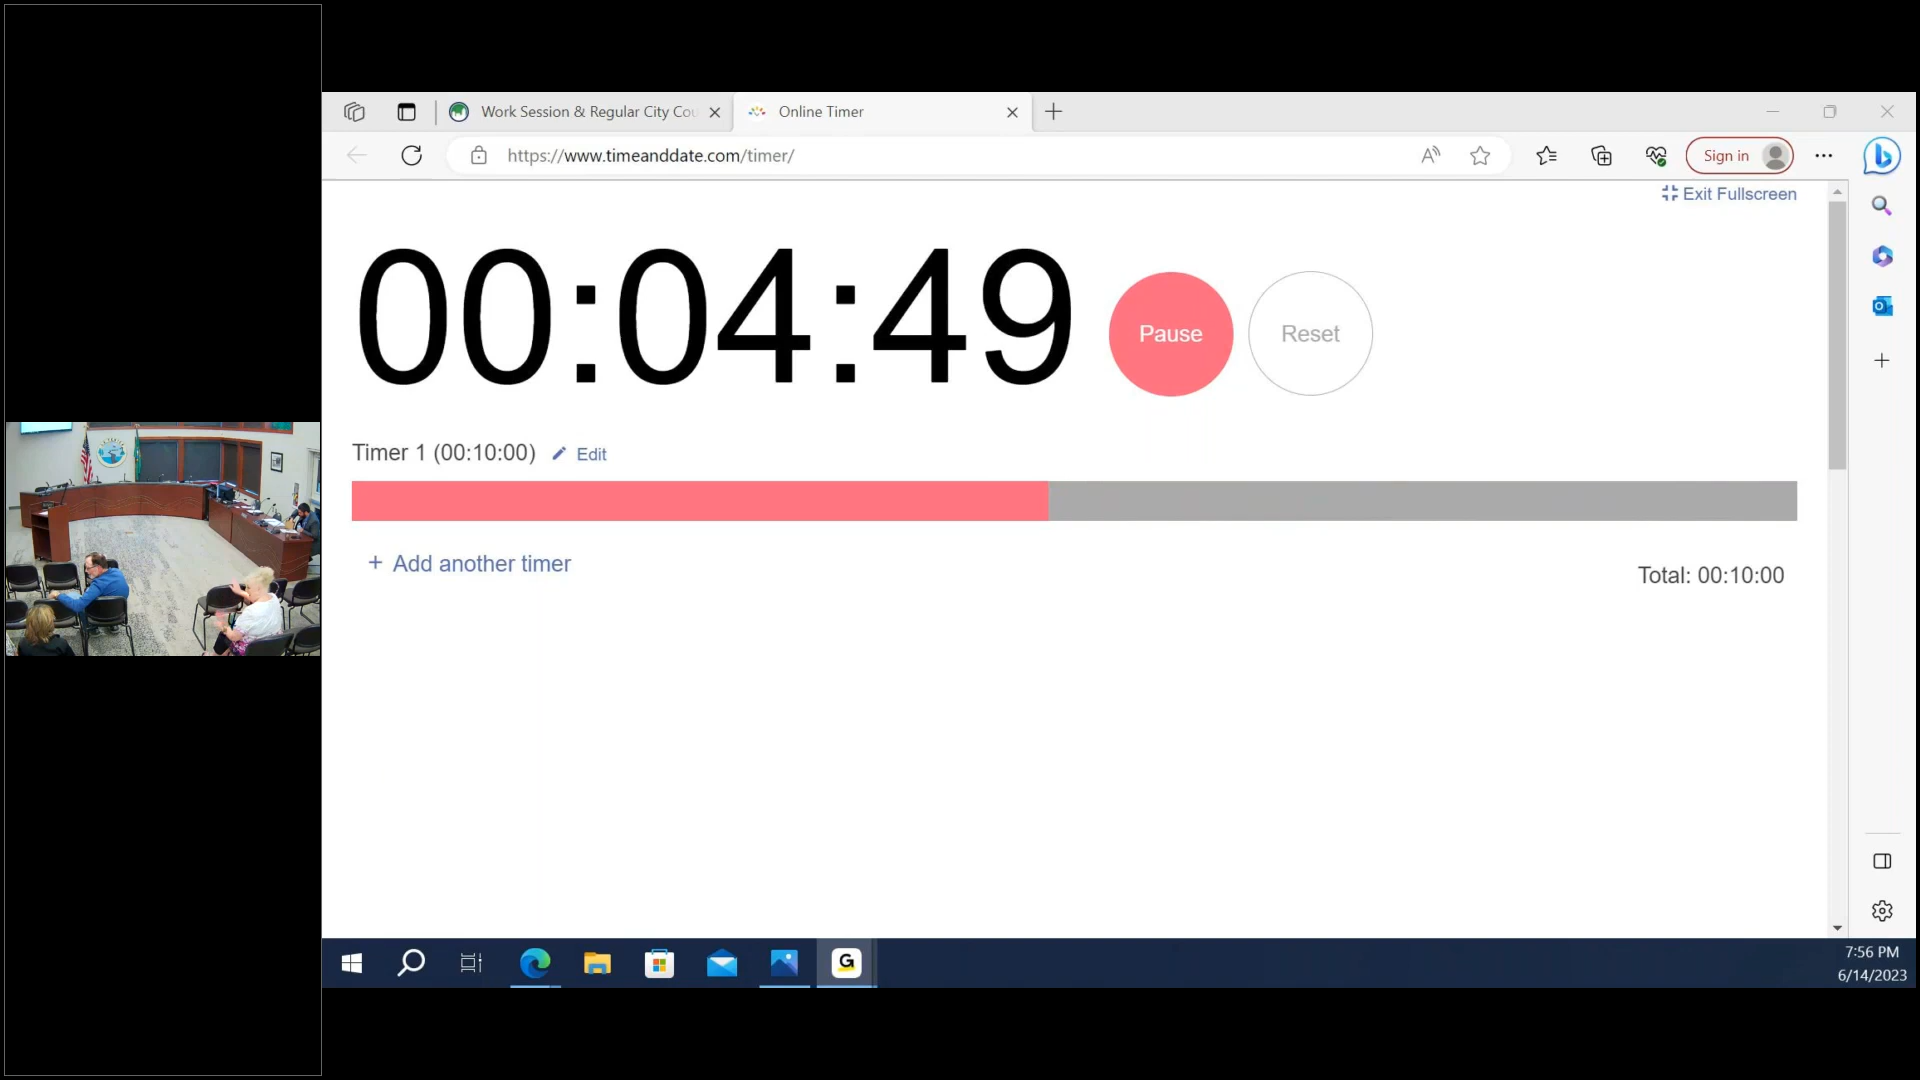 Work Session & Regular City Cou
Online Timer
https://www.timeanddate.com/timer/
Sign in
Exit Fullscreen
00:04:49
Pause
Reset
Timer 1 (00:10:00)
Edit
+ Add another timer
Total: 00:10:00
7:56 PM
6/14/2023